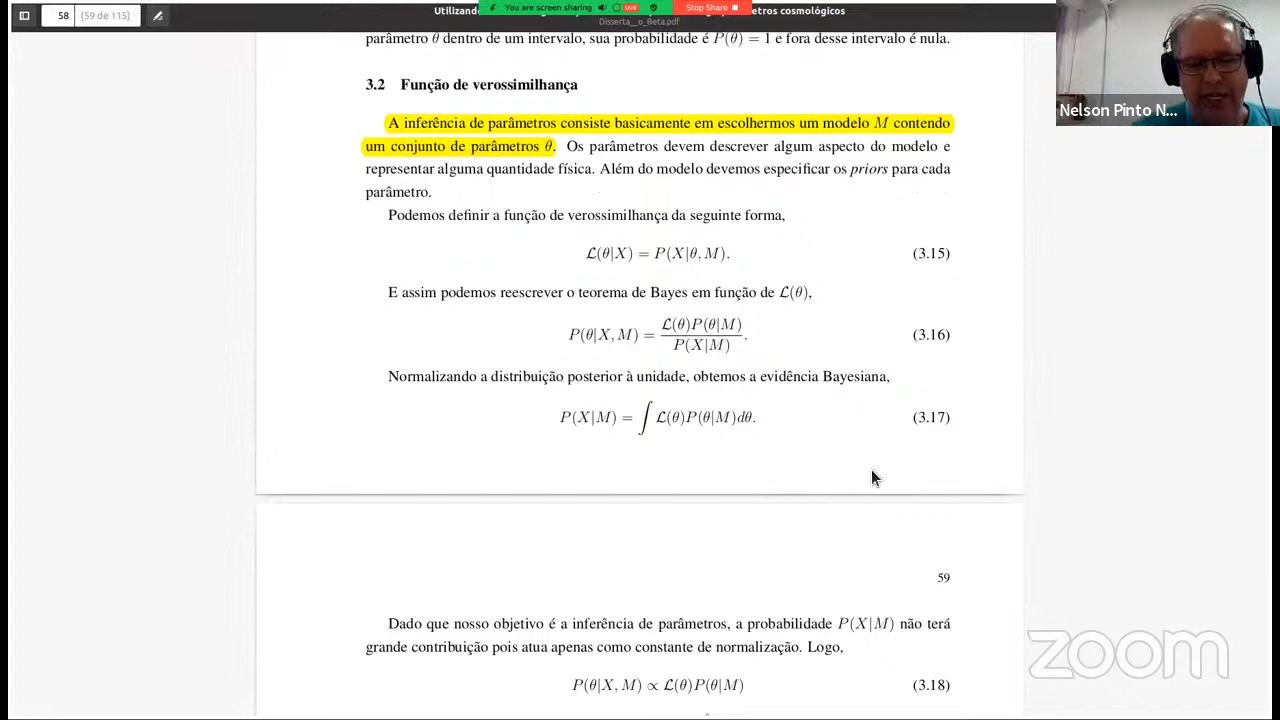 58 (59 de 115)
Utilizando
You are screen sharing LIVE Stop Share
metros cosmológicos
Disserta__o_Beta.pdf
parâmetro θ dentro de um intervalo, sua probabilidade é P(θ) = 1 e fora desse intervalo é nula.
3.2 Função de verossimilhança
A inferência de parâmetros consiste basicamente em escolhermos um modelo M contendo
um conjunto de parâmetros θ. Os parâmetros devem descrever algum aspecto do modelo e
representar alguma quantidade física. Além do modelo devemos especificar os priors para cada
parâmetro.
Podemos definir a função de verossimilhança da seguinte forma,
ℒ(θ|X) = P(X|θ, M). (3.15)
E assim podemos reescrever o teorema de Bayes em função de ℒ(θ),
P(θ|X, M) = ℒ(θ)P(θ|M) / P(X|M). (3.16)
Normalizando a distribuição posterior à unidade, obtemos a evidência Bayesiana,
P(X|M) = ∫ ℒ(θ)P(θ|M)dθ. (3.17)
59
Dado que nosso objetivo é a inferência de parâmetros, a probabilidade P(X|M) não terá
grande contribuição pois atua apenas como constante de normalização. Logo,
P(θ|X, M) ∝ ℒ(θ)P(θ|M) (3.18)
Nelson Pinto N...
zoom